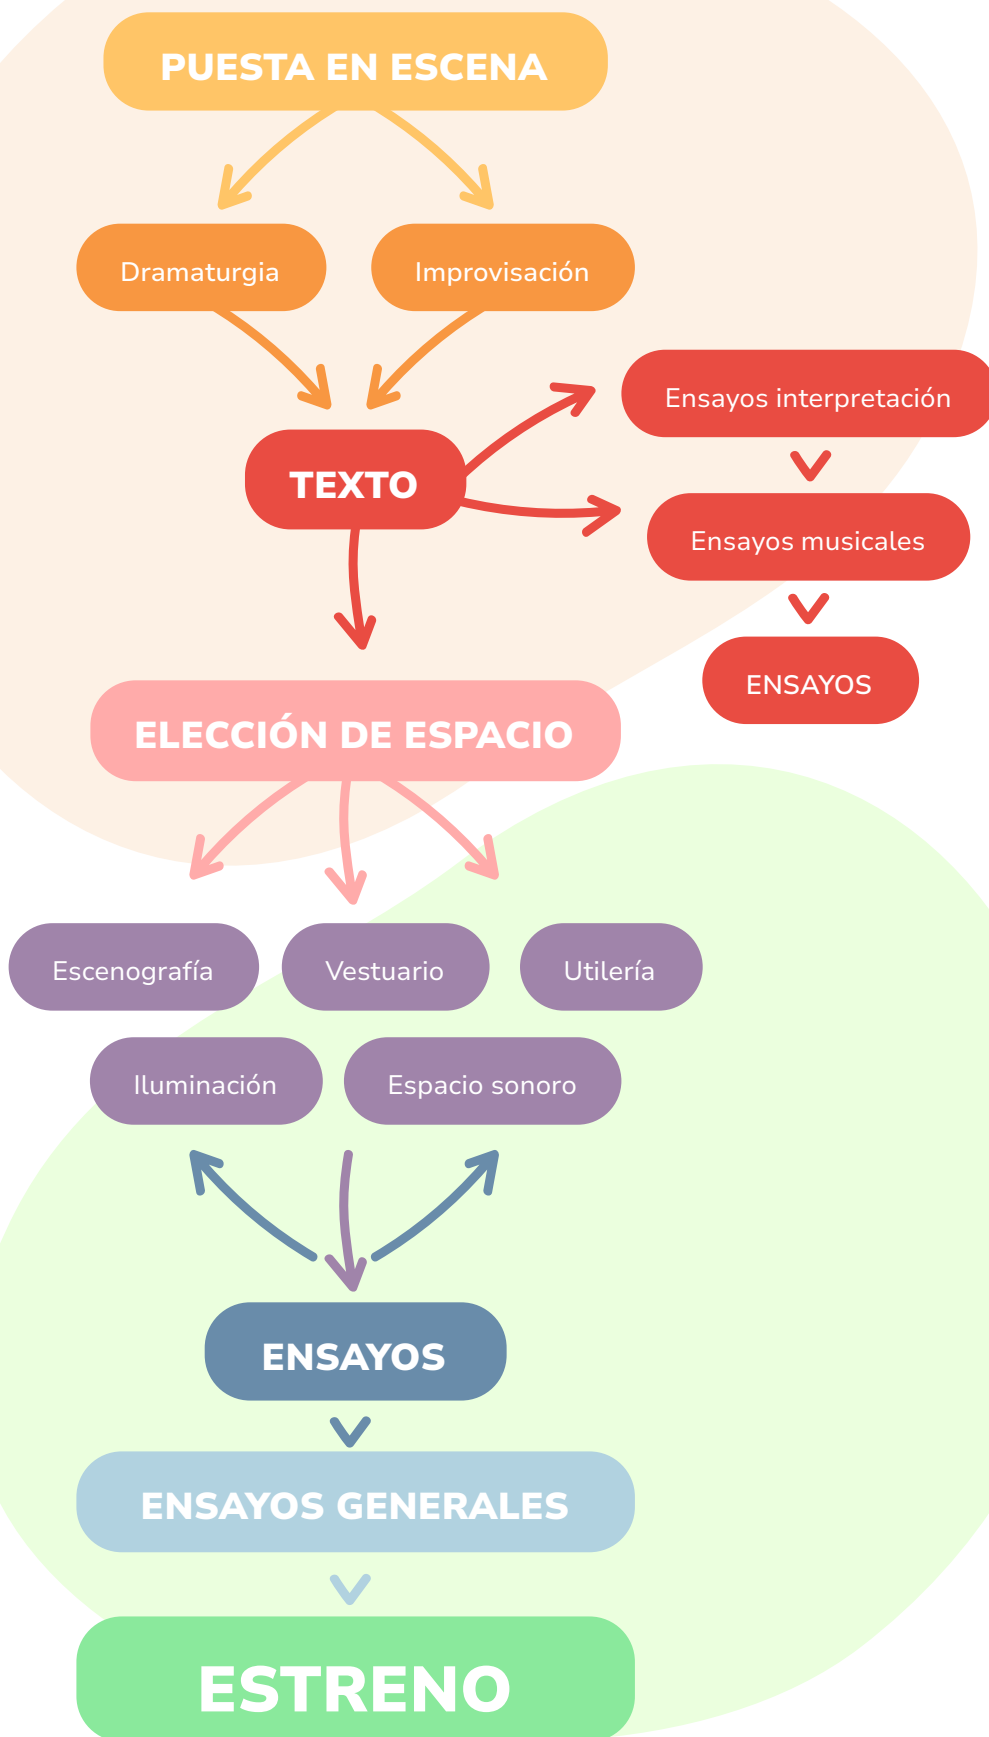 PUESTA EN ESCENA
Dramaturgia
Improvisación
TEXTO
Ensayos interpretación
Ensayos musicales
ENSAYOS
ELECCIÓN DE ESPACIO
Escenografía
Vestuario
Utilería
Iluminación
Espacio sonoro
ENSAYOS
ENSAYOS GENERALES
ESTRENO